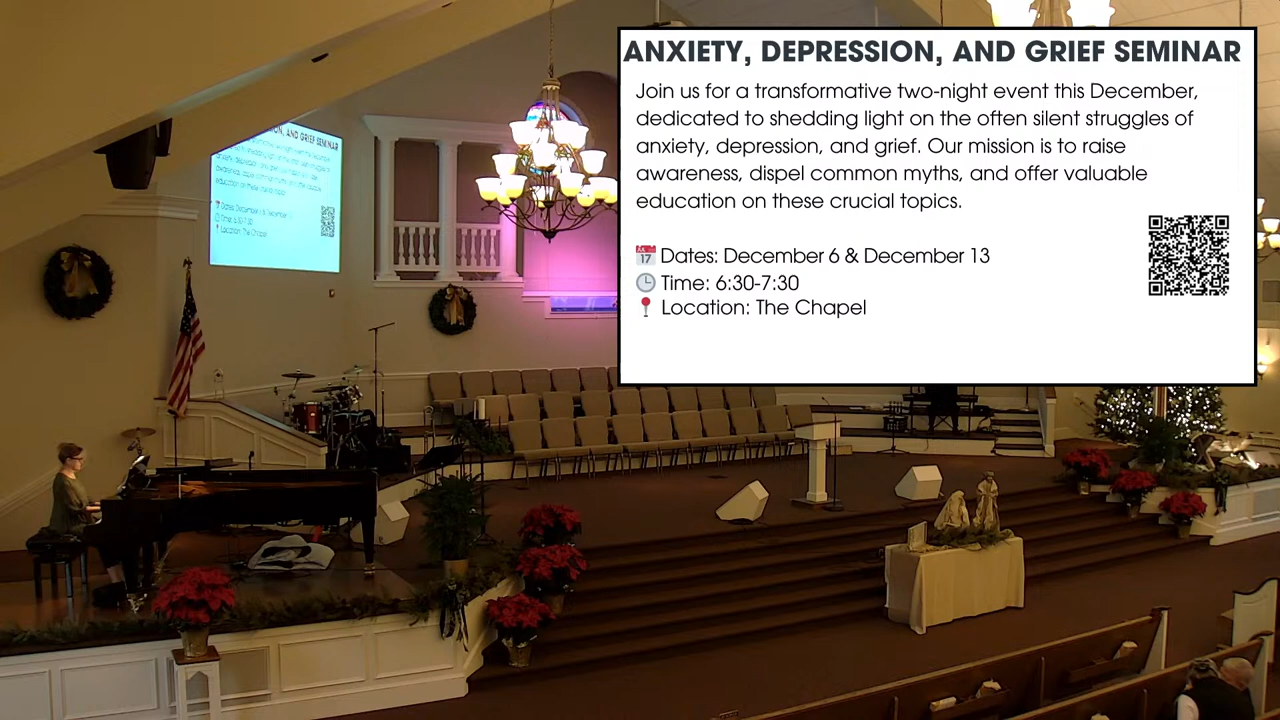 ANXIETY, DEPRESSION, AND GRIEF SEMINAR
Join us for a transformative two-night event this December,
dedicated to shedding light on the often silent struggles of
anxiety, depression, and grief. Our mission is to raise
awareness, dispel common myths, and offer valuable
education on these crucial topics.
17 Dates: December 6 & December 13
Time: 6:30-7:30
Location: The Chapel